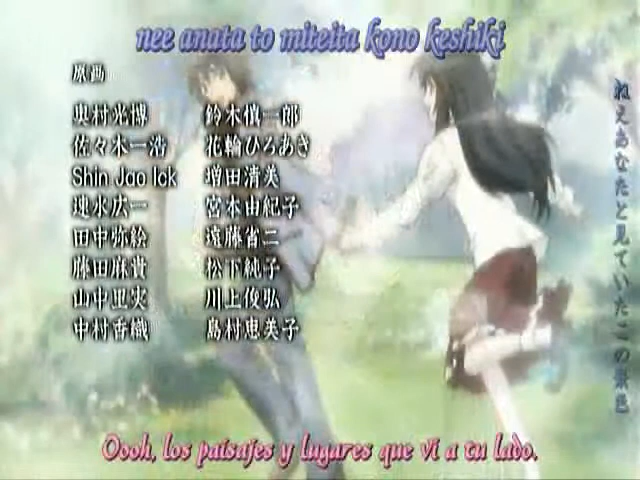 nee anata to miteita kono keshiki
原画
奥村光博 鈴木慎一郎
佐々木一浩 花輪ひろあき
Shin Jao Ick 増田清美
速水広一 宮本由紀子
田中弥絵 遠藤省二
藤田麻貴 松下純子
山中里実 川上俊弘
中村香織 島村恵美子
ねえあなたと見ていたこの景色
Oooh, los paisajes y lugares que vi a tu lado.